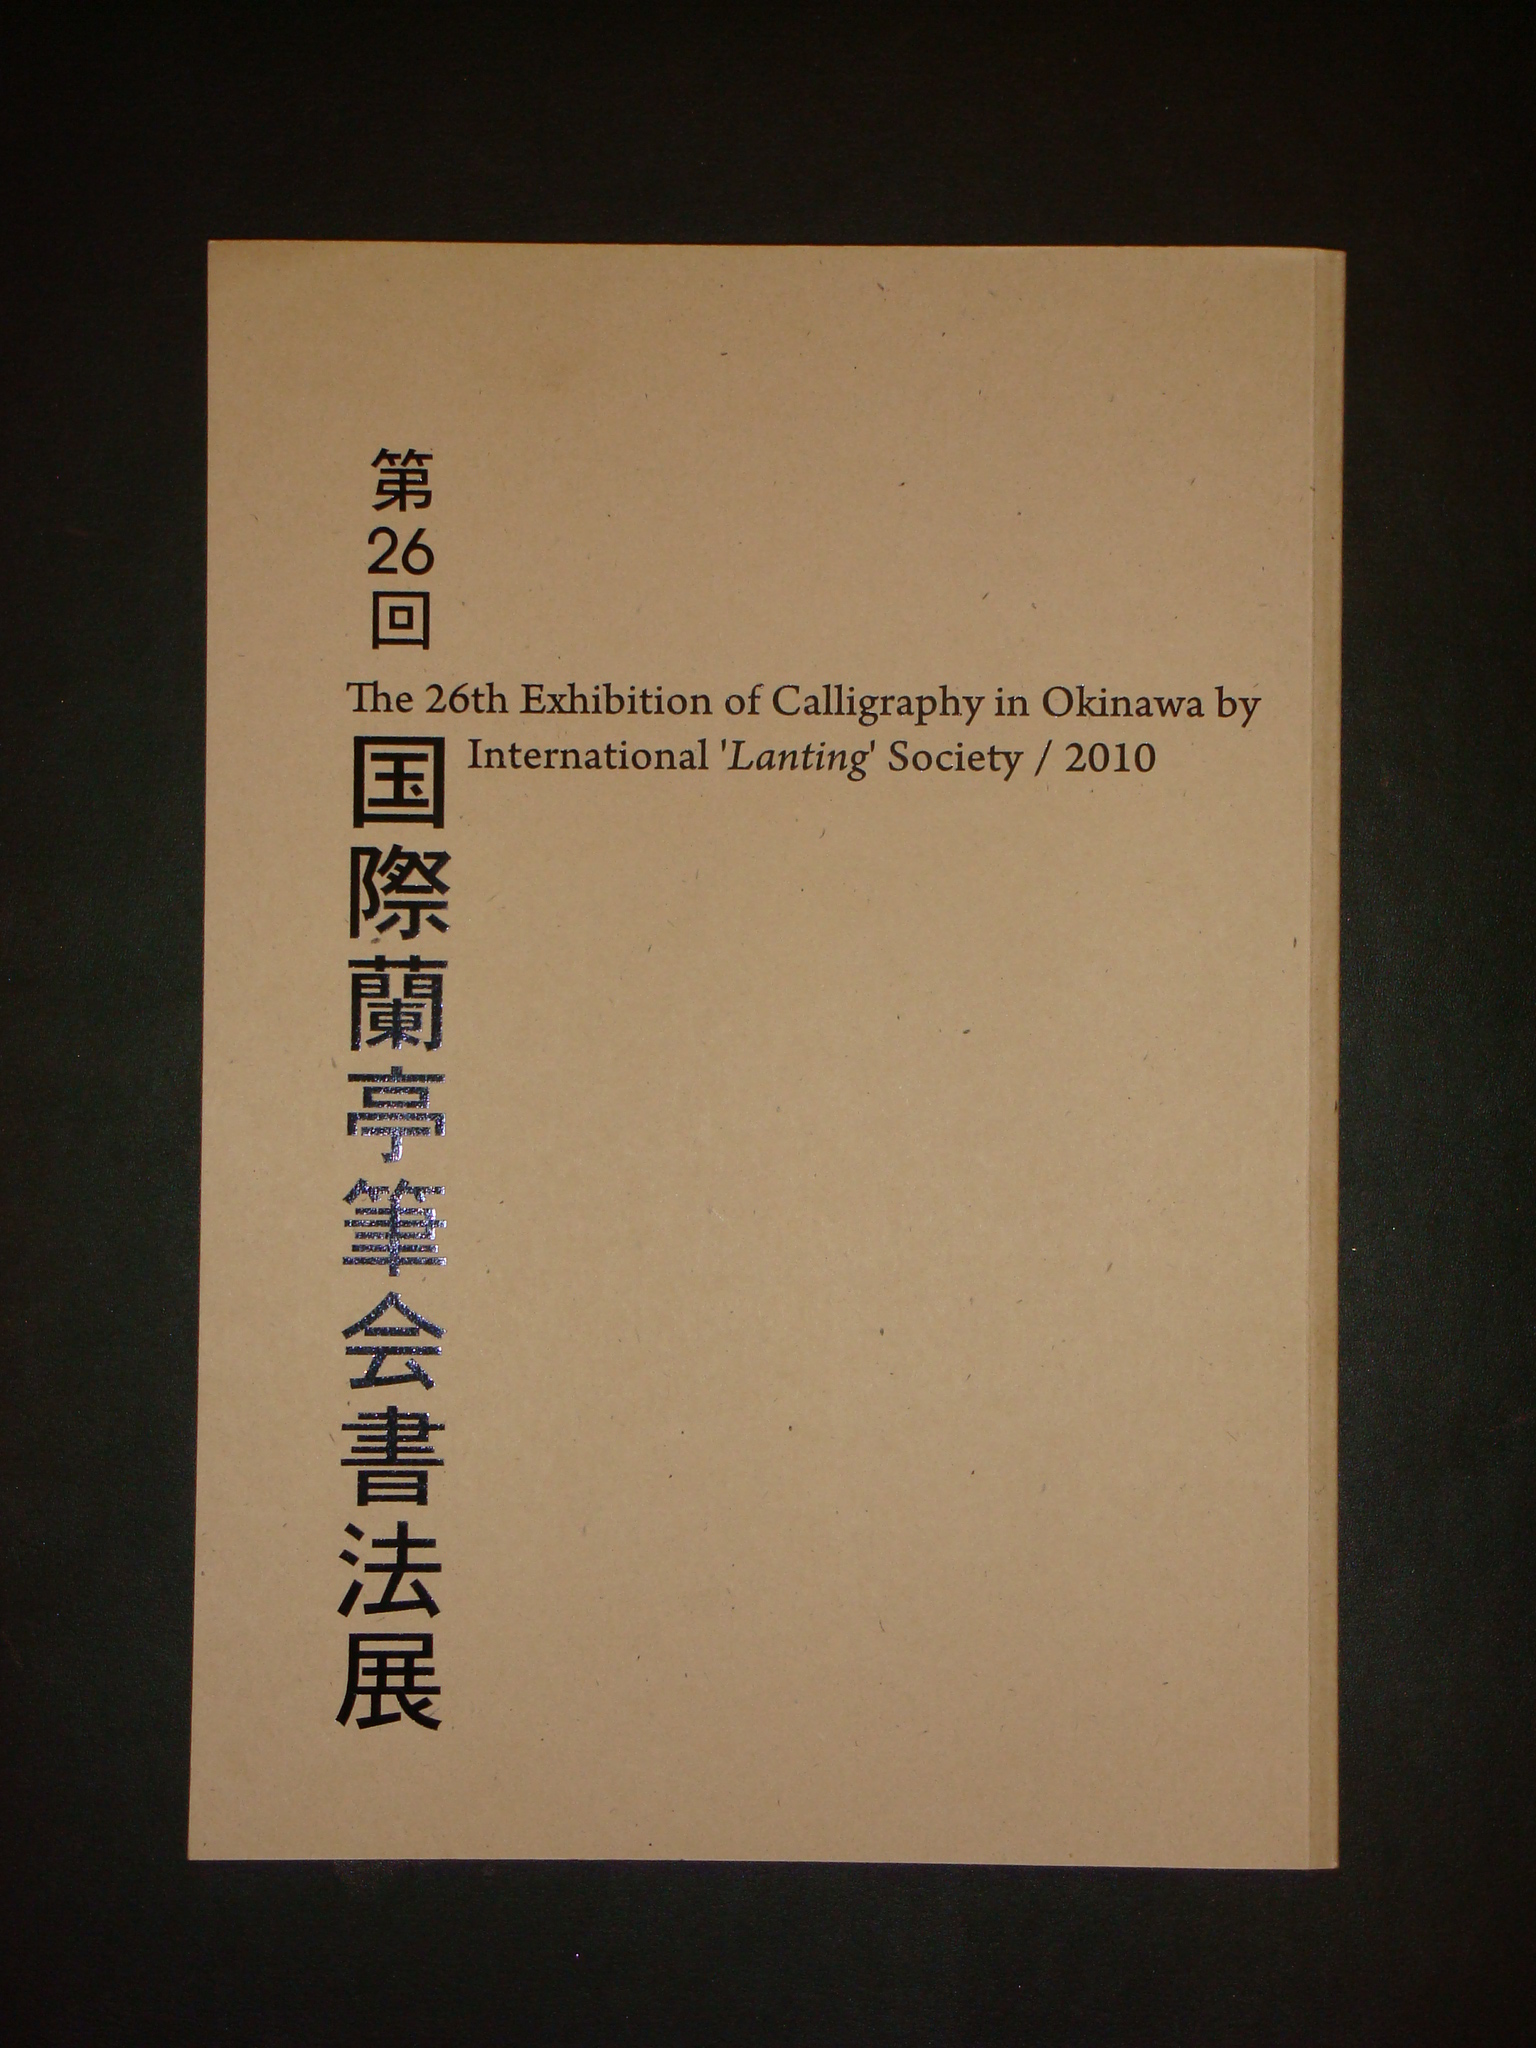 第26回
The 26th Exhibition of Calligraphy in Okinawa by
International 'Lanting' Society / 2010
国際蘭亭筆会書法展